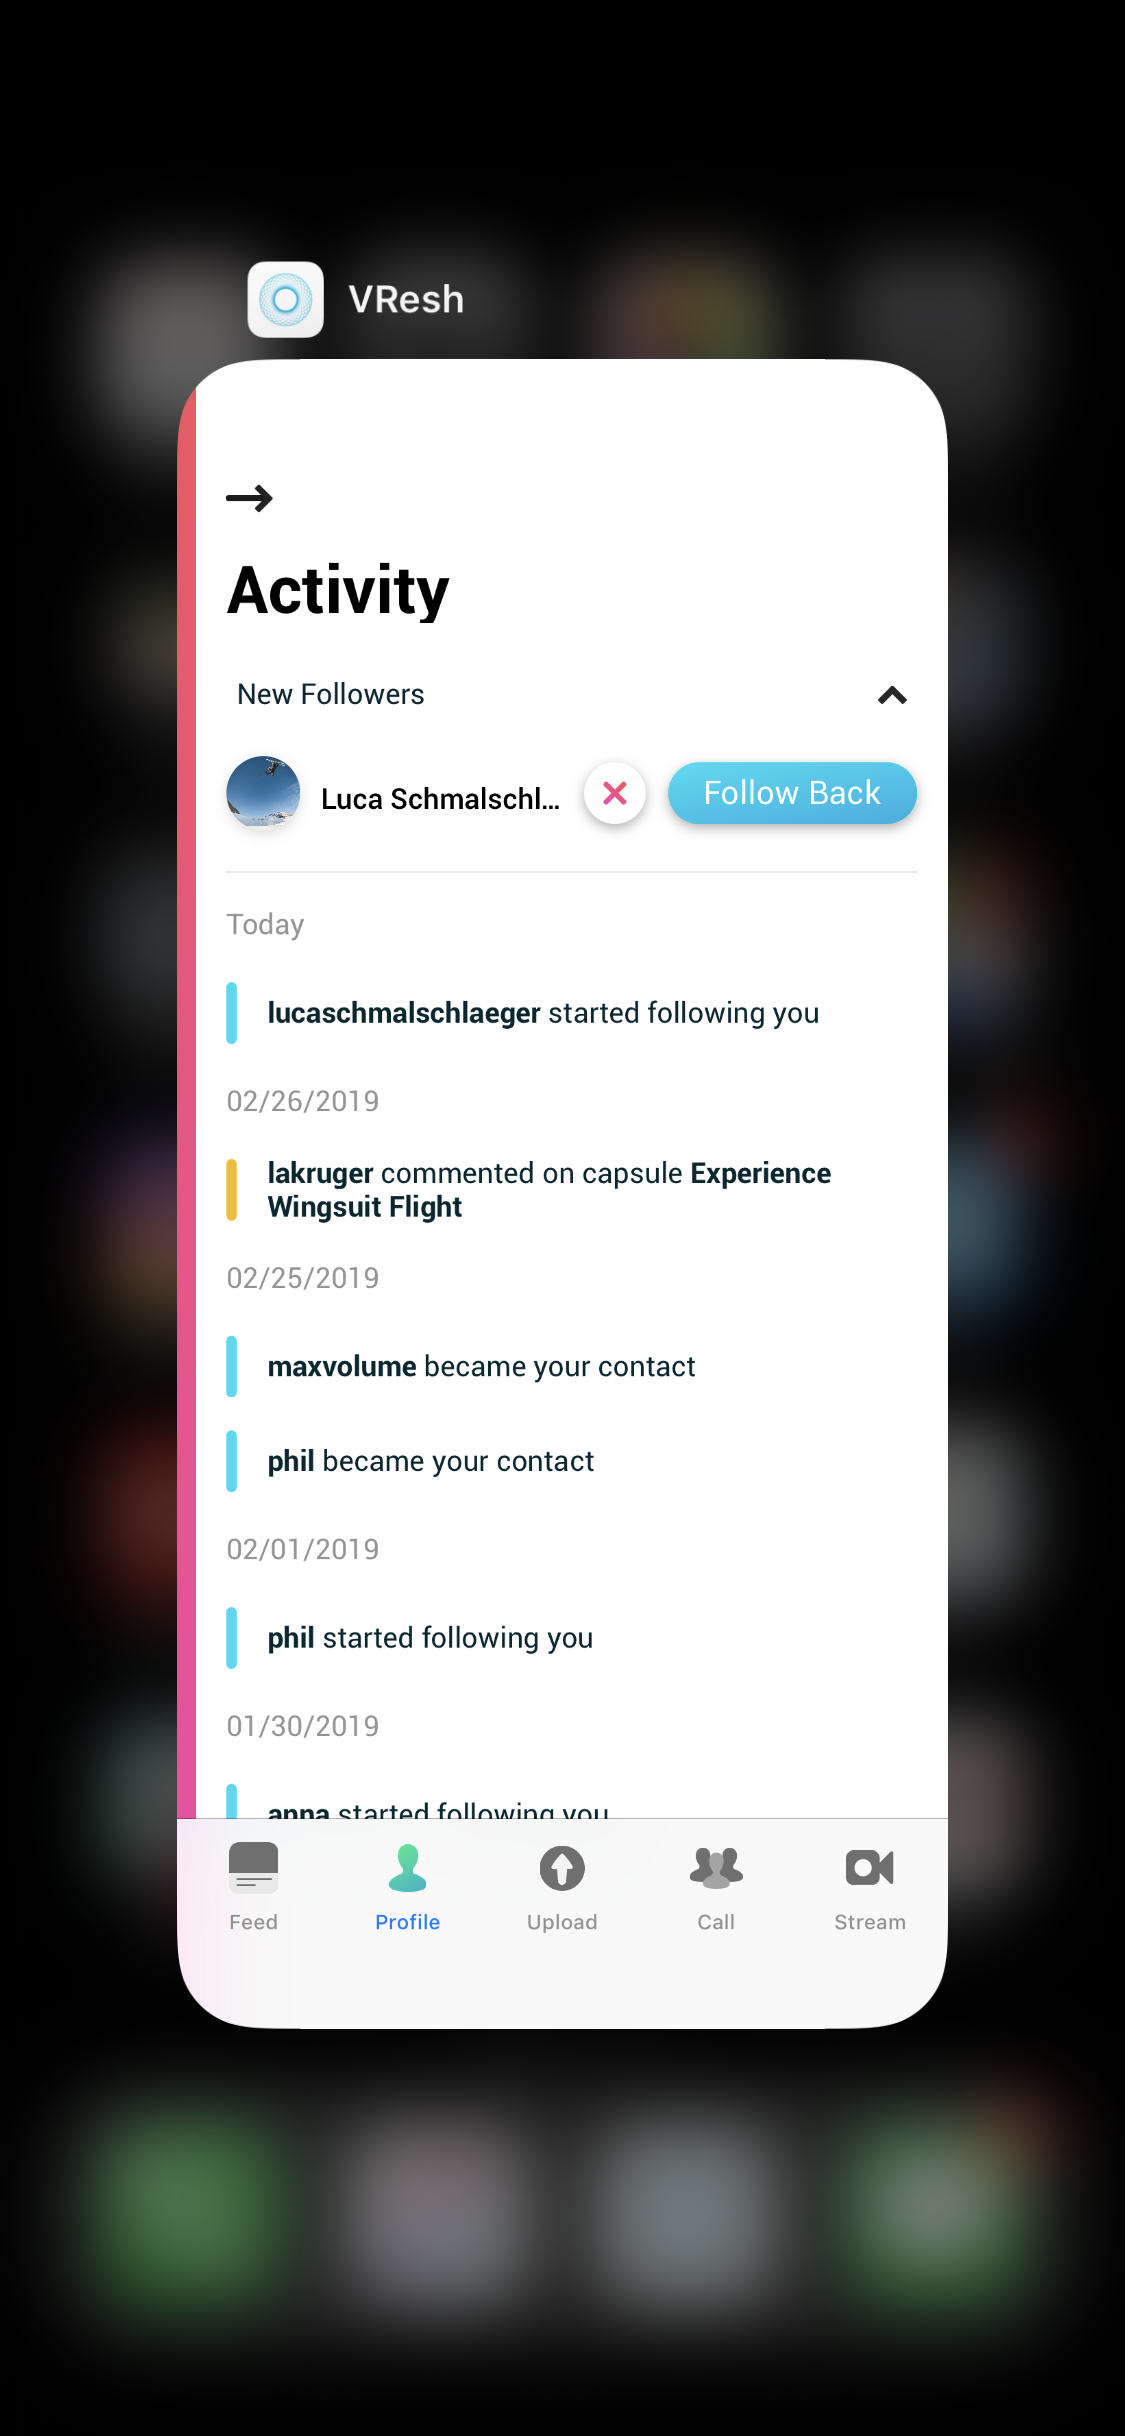 VResh
Activity
New Followers
Luca Schmalschl...
Follow Back
Today
lucaschmalschlaeger started following you
02/26/2019
lakruger commented on capsule Experience
Wingsuit Flight
02/25/2019
maxvolume became your contact
phil became your contact
02/01/2019
phil started following you
01/30/2019
anna started following you
Feed
Profile
Upload
Call
Stream